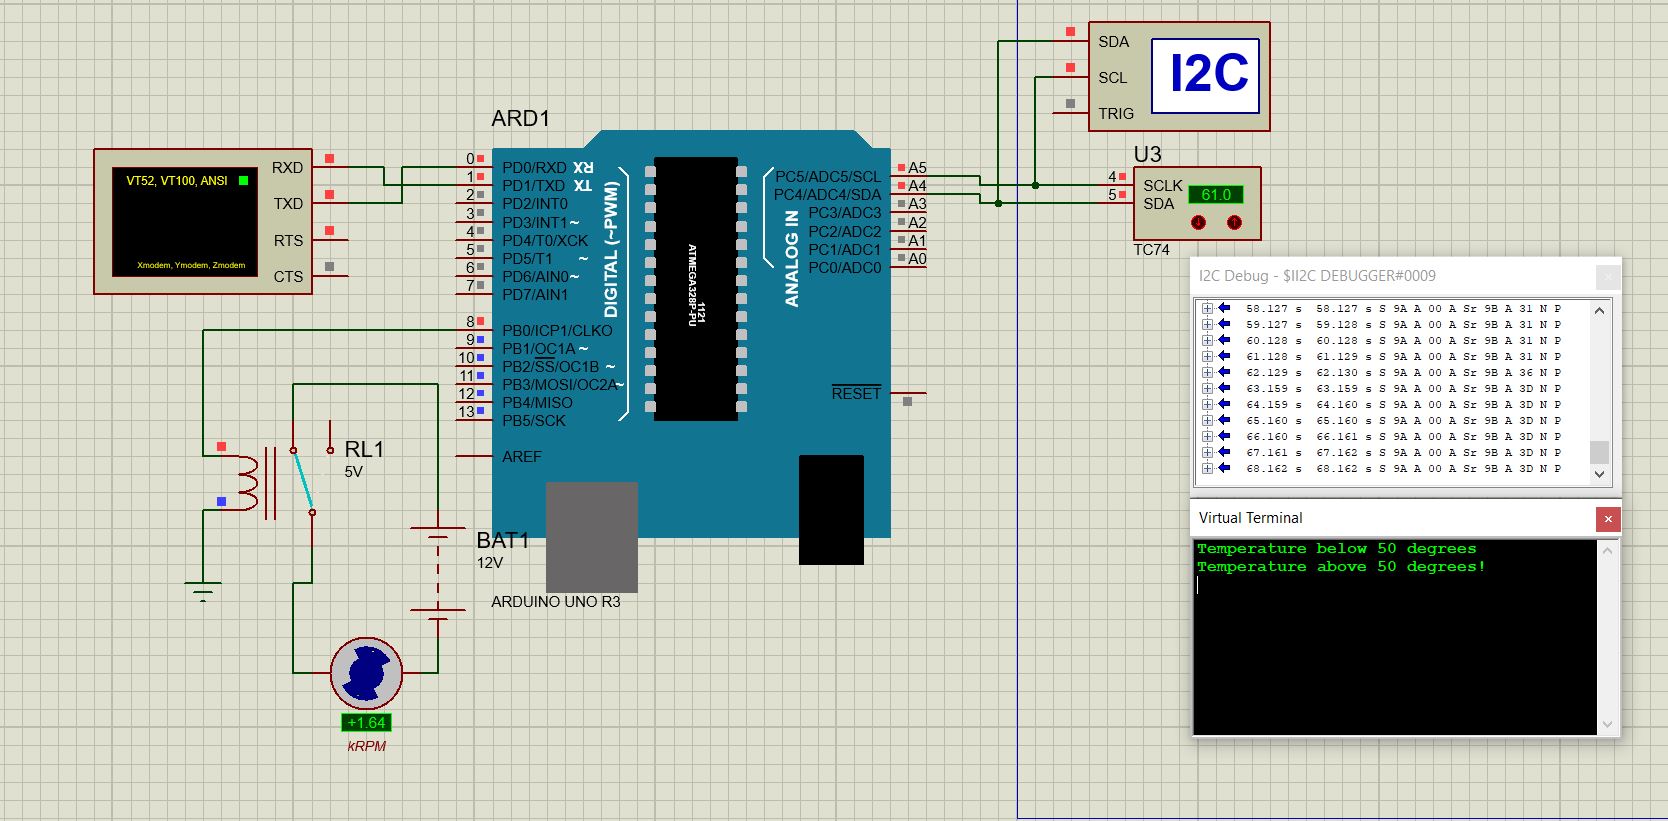 ARD1
VT52, VT100, ANSI
Xmodem, Ymodem, Zmodem
RXD
TXD
RTS
CTS
0
1
2
3
4
5
6
7
8
9
10
11
12
13
PD0/RXD RX
PD1/TXD TX
PD2/INT0
PD3/INT1~
PD4/T0/XCK
PD5/T1 ~
PD6/AIN0~
PD7/AIN1
PB0/ICP1/CLKO
PB1/OC1A ~
PB2/SS/OC1B ~
PB3/MOSI/OC2A~
PB4/MISO
PB5/SCK
AREF
DIGITAL (~PWM)
ATMEGA328P-PU
1121
ANALOG IN
PC5/ADC5/SCL A5
PC4/ADC4/SDA A4
PC3/ADC3 A3
PC2/ADC2 A2
PC1/ADC1 A1
PC0/ADC0 A0
RESET
ARDUINO UNO R3
SDA
SCL
TRIG
I2C
U3
4 SCLK
5 SDA
61.0
TC74
RL1
5V
BAT1
12V
+1.64
kRPM
I2C Debug - $II2C DEBUGGER#0009
58.127 s 58.127 s S 9A A 00 A Sr 9B A 31 N P
59.127 s 59.128 s S 9A A 00 A Sr 9B A 31 N P
60.128 s 60.128 s S 9A A 00 A Sr 9B A 31 N P
61.128 s 61.129 s S 9A A 00 A Sr 9B A 31 N P
62.129 s 62.130 s S 9A A 00 A Sr 9B A 36 N P
63.159 s 63.159 s S 9A A 00 A Sr 9B A 3D N P
64.159 s 64.160 s S 9A A 00 A Sr 9B A 3D N P
65.160 s 65.160 s S 9A A 00 A Sr 9B A 3D N P
66.160 s 66.161 s S 9A A 00 A Sr 9B A 3D N P
67.161 s 67.162 s S 9A A 00 A Sr 9B A 3D N P
68.162 s 68.162 s S 9A A 00 A Sr 9B A 3D N P
Virtual Terminal
Temperature below 50 degrees
Temperature above 50 degrees!